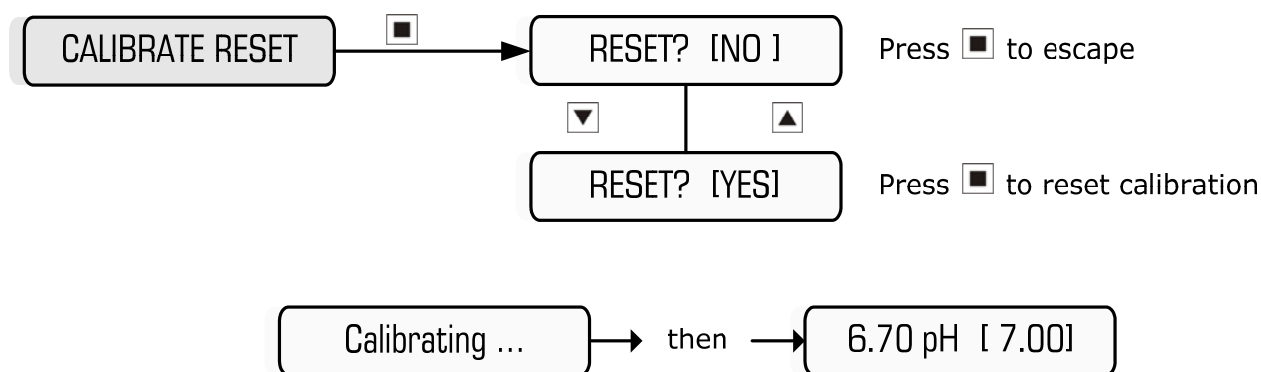 CALIBRATE RESET
RESET? [NO ]
Press to escape
RESET? [YES]
Press to reset calibration
Calibrating ...
then
6.70 pH [ 7.00]